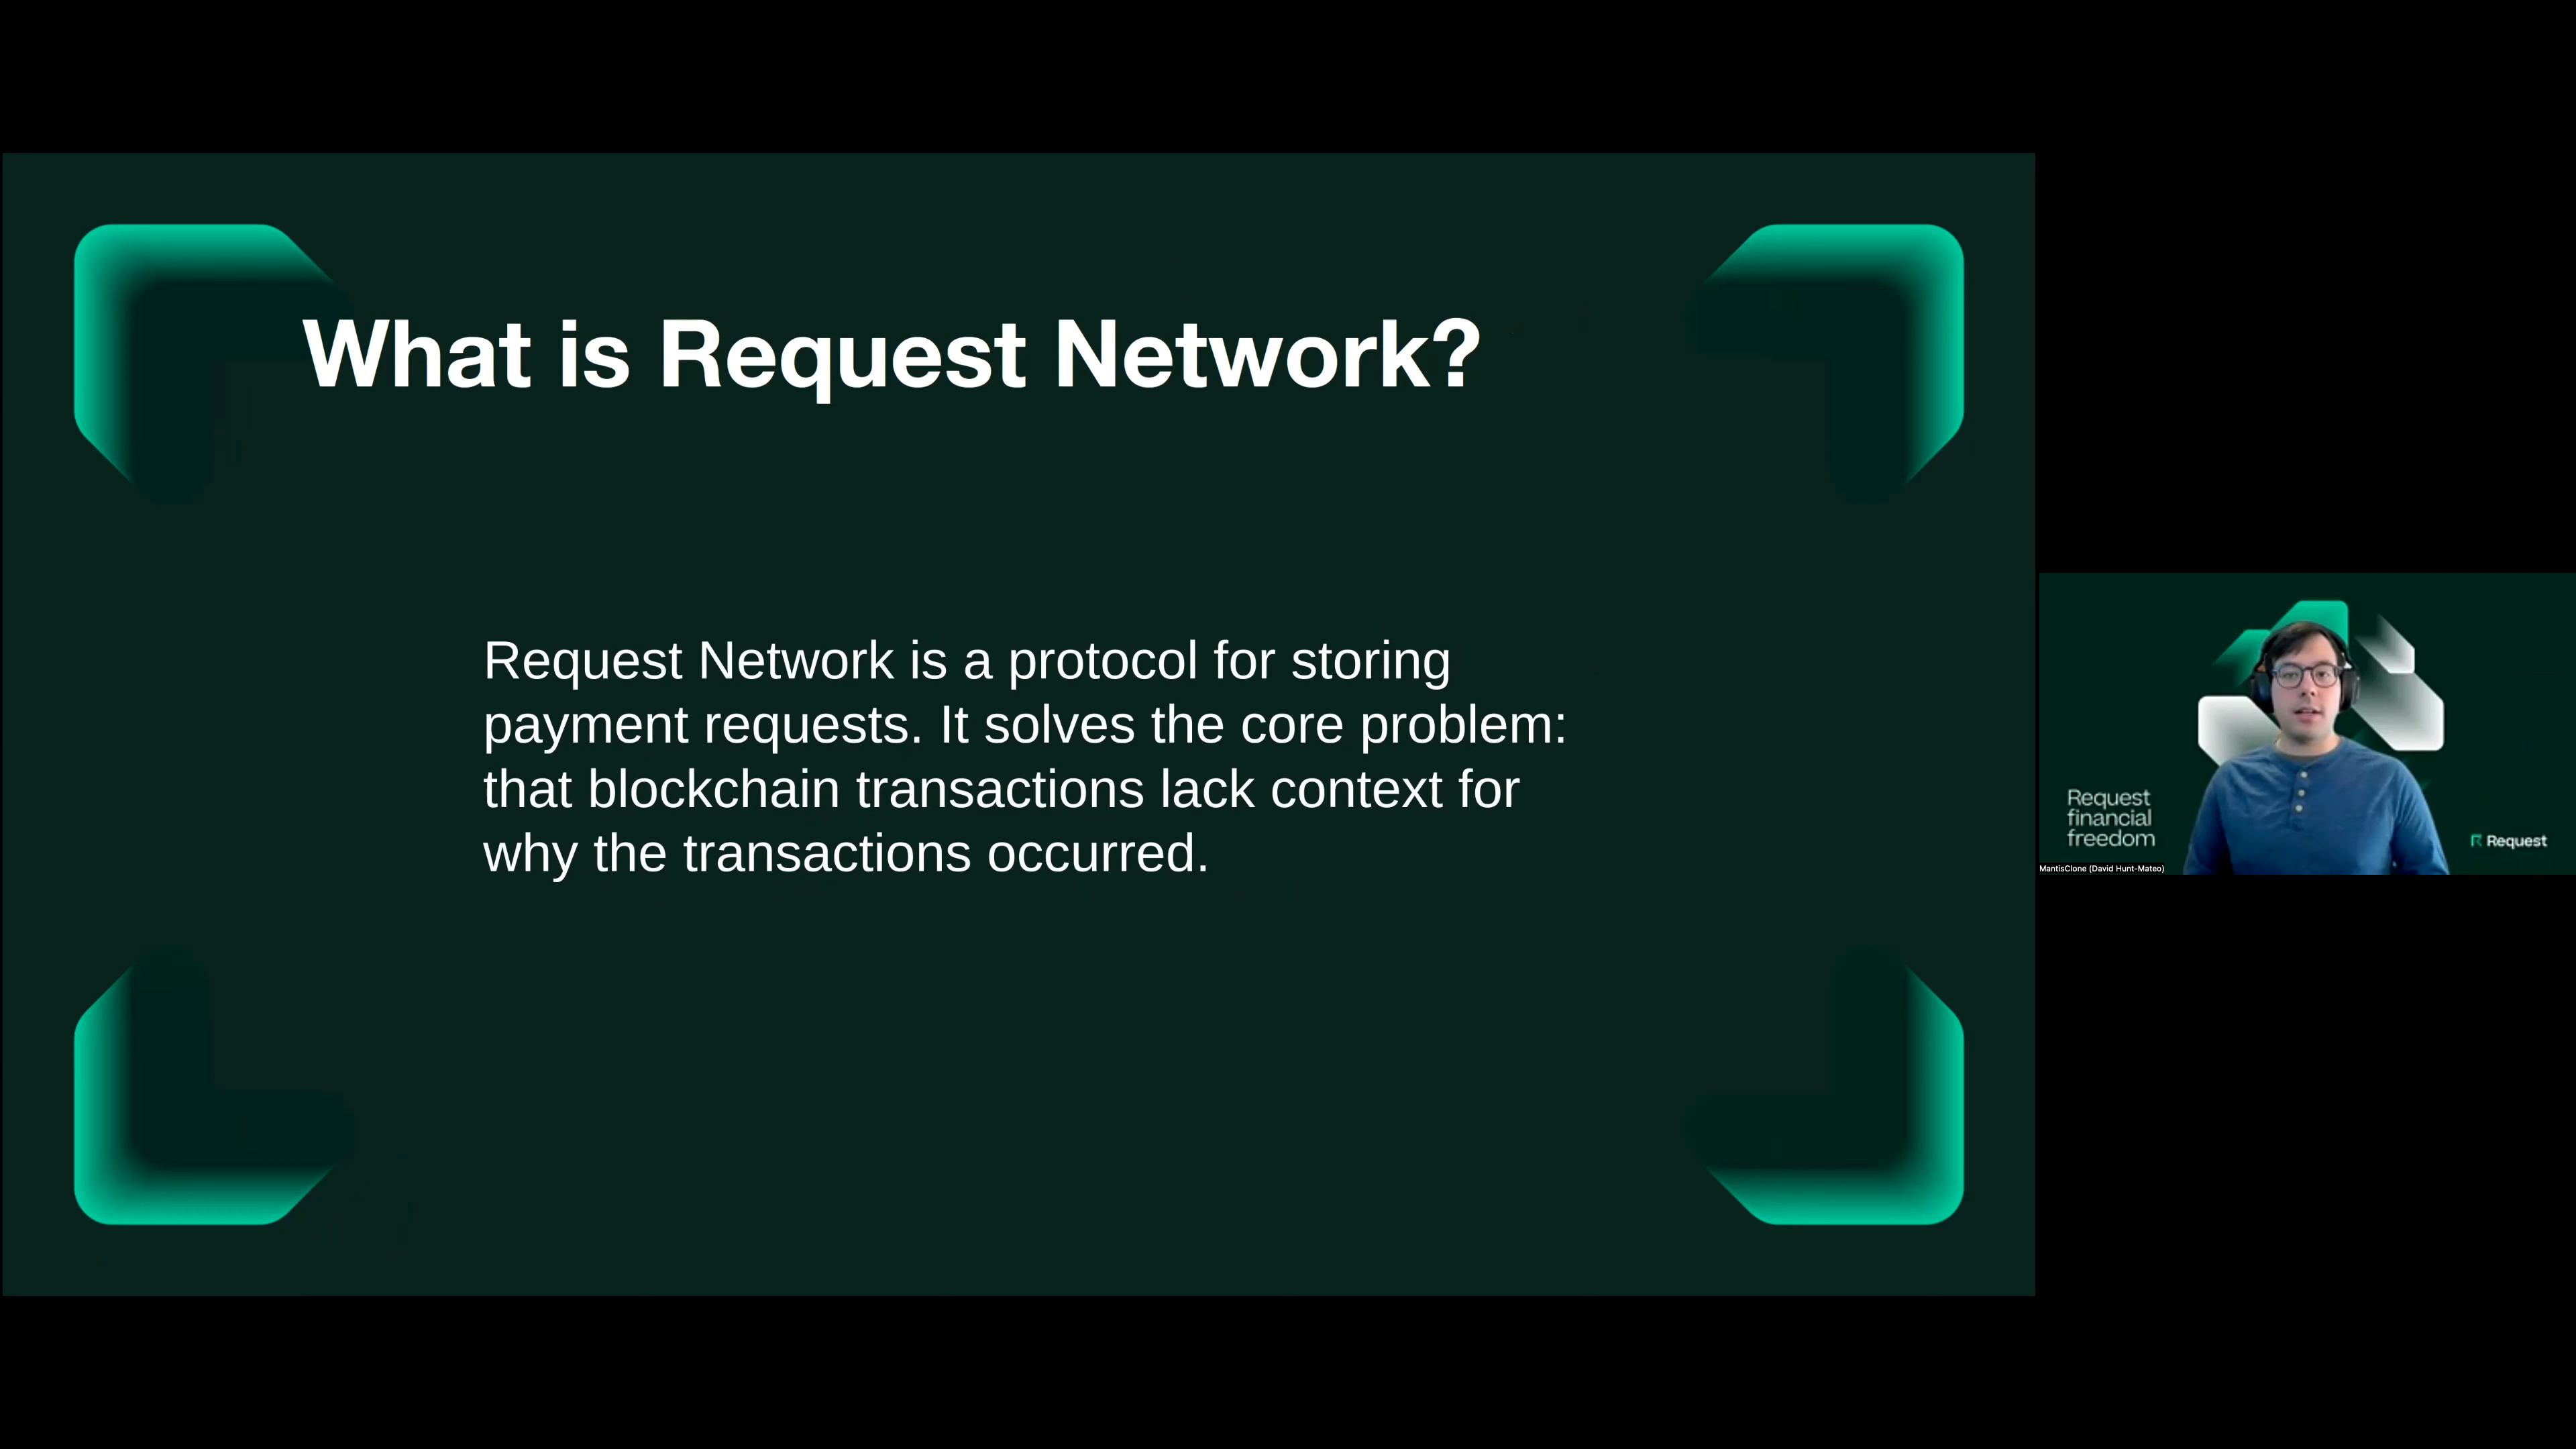 What is Request Network?
Request Network is a protocol for storing
payment requests. It solves the core problem:
that blockchain transactions lack context for
why the transactions occurred.
Request
financial
freedom
Request
MantisClone (David Hunt-Mateo)